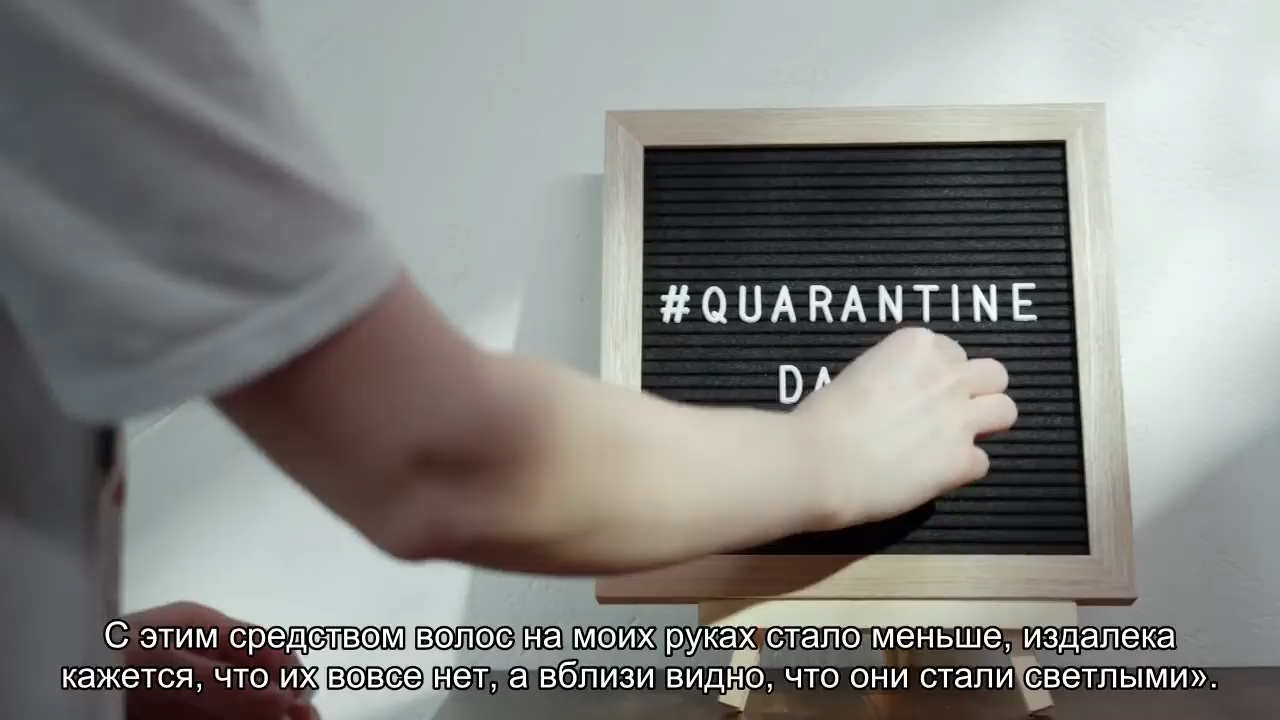 #QUARANTINE
DA
С этим средством волос на моих руках стало меньше, издалека
кажется, что их вовсе нет, а вблизи видно, что они стали светлыми».